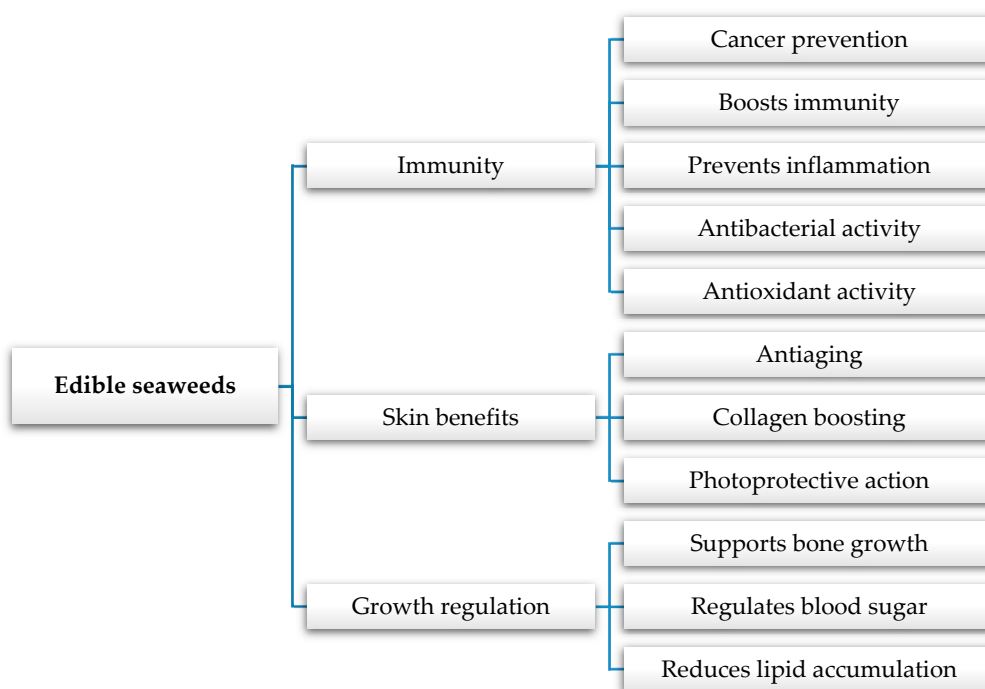 Edible seaweeds
Immunity
Cancer prevention
Boosts immunity
Prevents inflammation
Antibacterial activity
Antioxidant activity
Skin benefits
Antiaging
Collagen boosting
Photoprotective action
Growth regulation
Supports bone growth
Regulates blood sugar
Reduces lipid accumulation